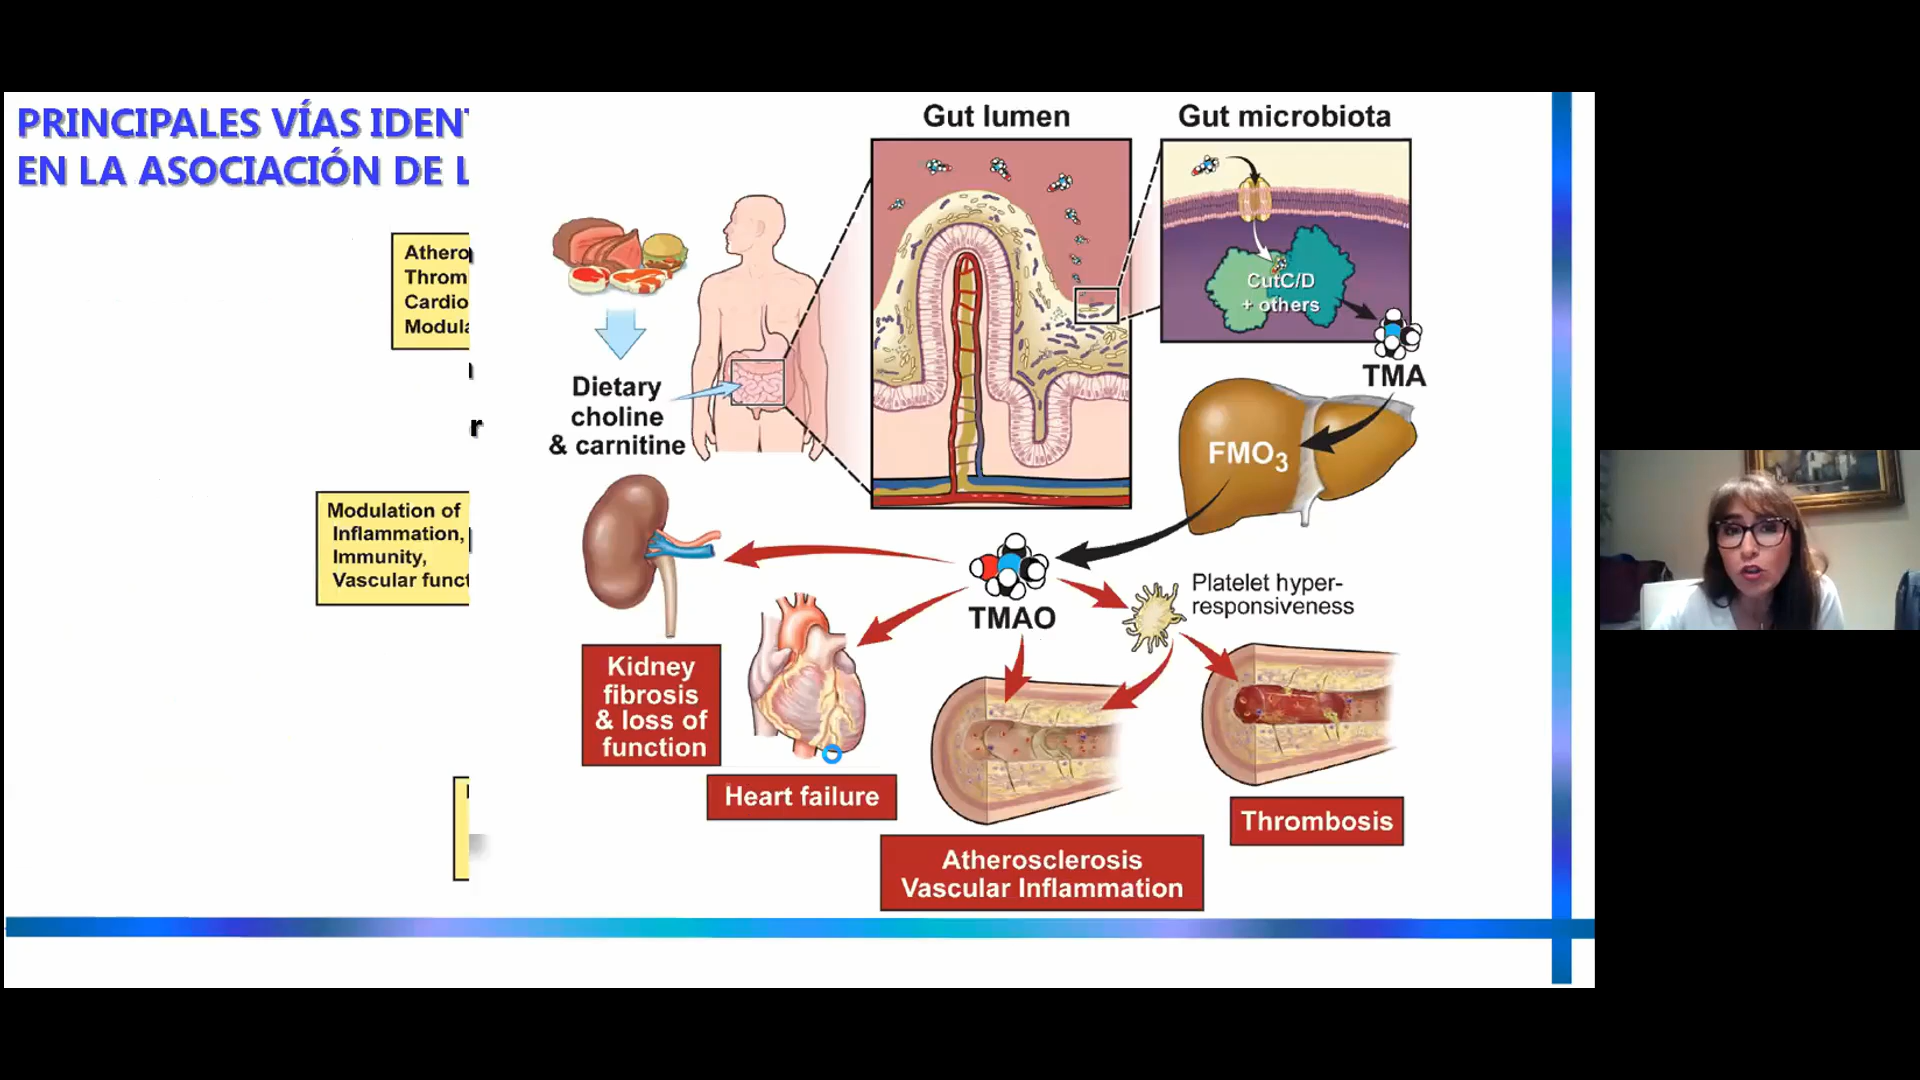 PRINCIPALES VÍAS IDENT
EN LA ASOCIACIÓN DE L
Athero
Throm
Cardio
Modula
r
Modulation of
Inflammation,
Immunity,
Vascular funct
Gut lumen
Gut microbiota
CutC/D
+ others
TMA
Dietary
choline
& carnitine
FMO3
TMAO
Platelet hyper-
responsiveness
Kidney
fibrosis
& loss of
function
Heart failure
Atherosclerosis
Vascular Inflammation
Thrombosis